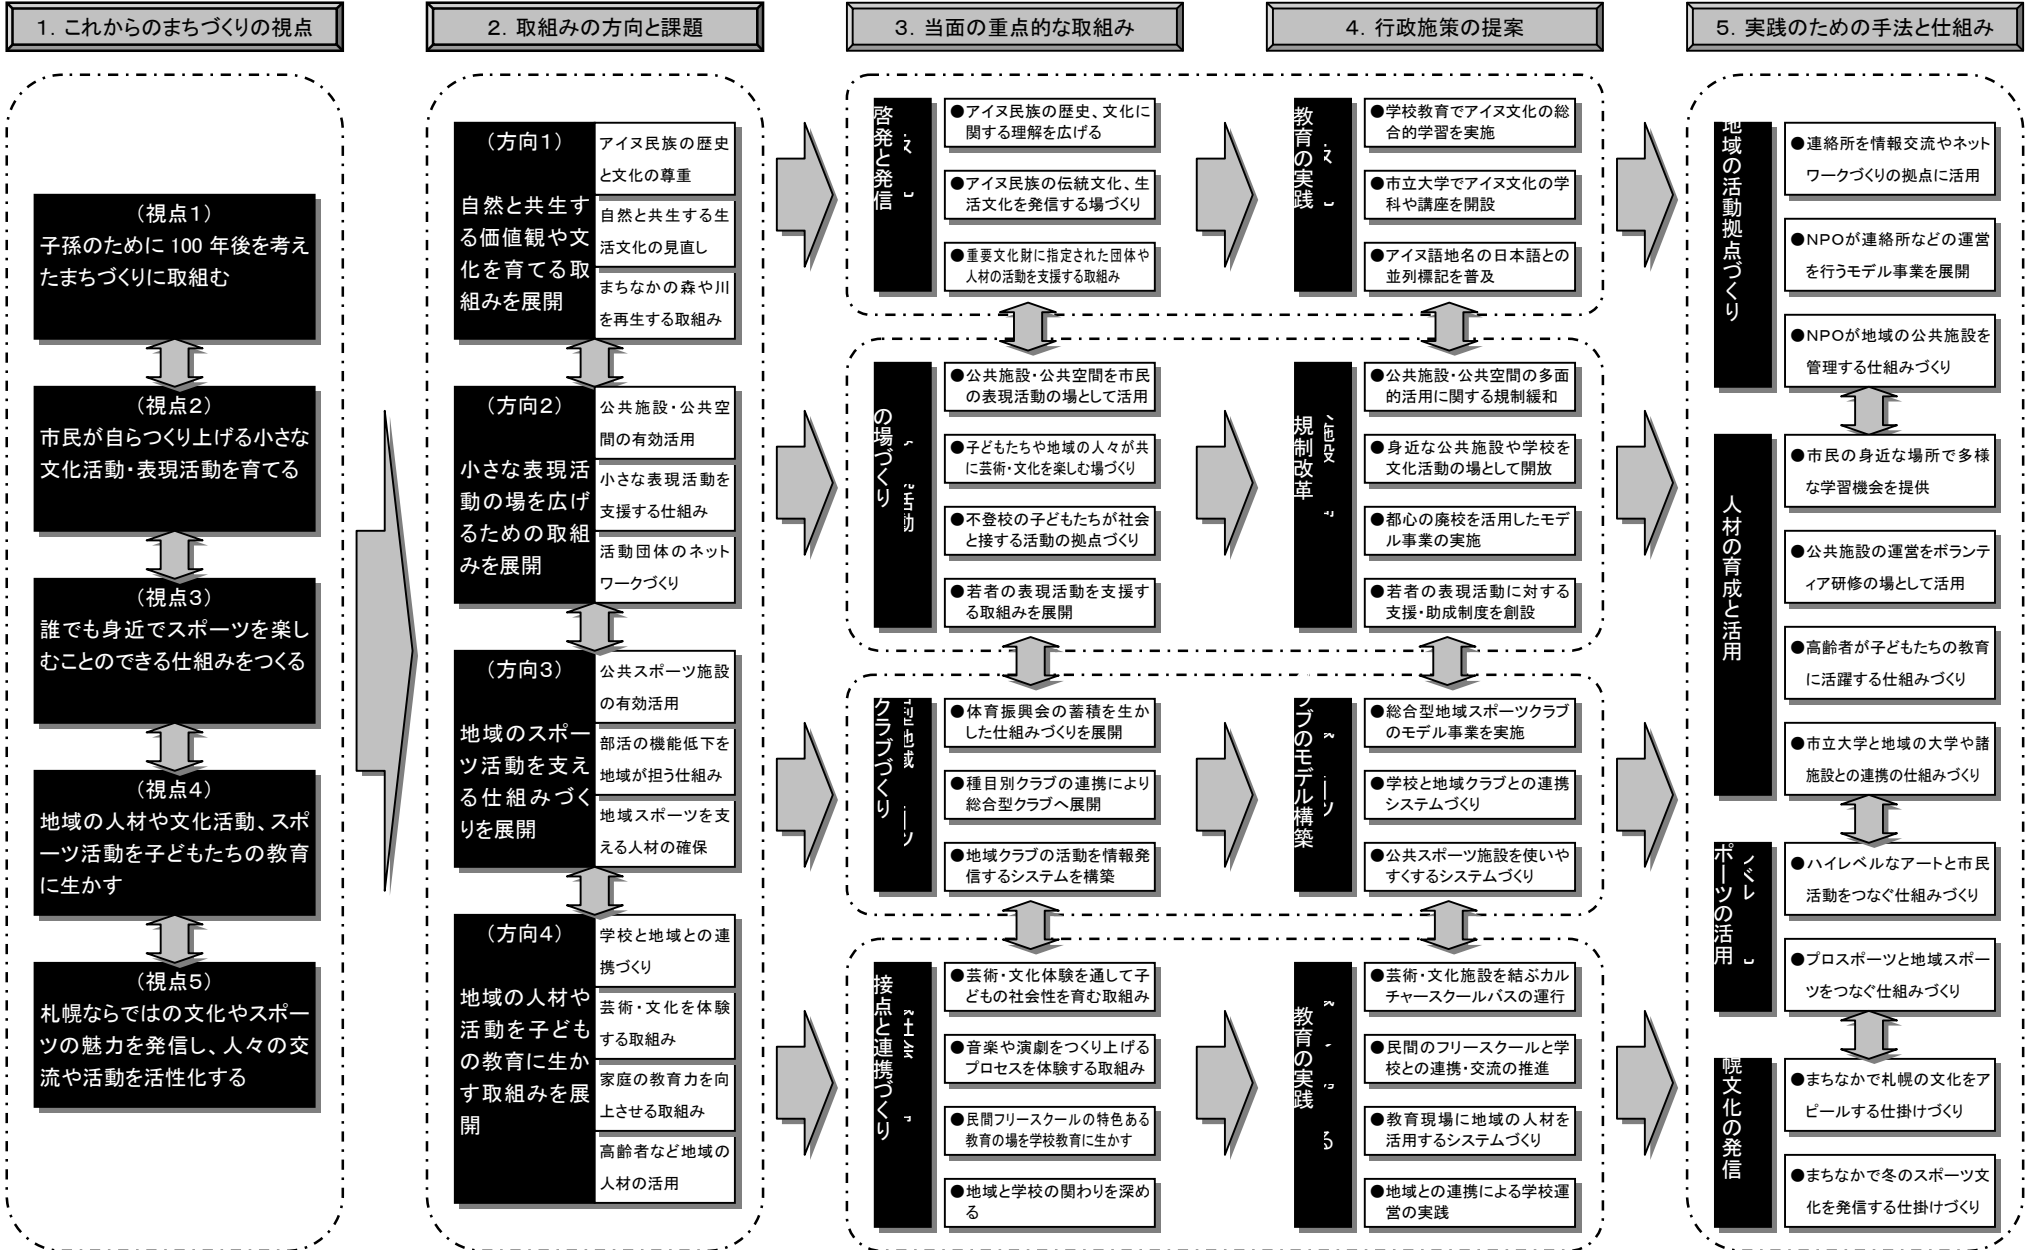 1．これからのまちづくりの視点
2．取組みの方向と課題
3．当面の重点的な取組み
4．行政施策の提案
5．実践のための手法と仕組み
（視点1）
子孫のために 100 年後を考え
たまちづくりに取組む
（視点2）
市民が自らつくり上げる小さな
文化活動・表現活動を育てる
（視点3）
誰でも身近でスポーツを楽し
むことのできる仕組みをつくる
（視点4）
地域の人材や文化活動、スポ
ーツ活動を子どもたちの教育
に生かす
（視点5）
札幌ならではの文化やスポー
ツの魅力を発信し、人々の交
流や活動を活性化する
（方向1）
自然と共生す
る価値観や文
化を育てる取
組みを展開
アイヌ民族の歴史
と文化の尊重
自然と共生する生
活文化の見直し
まちなかの森や川
を再生する取組み
（方向2）
小さな表現活
動の場を広げ
るための取組
みを展開
公共施設・公共空
間の有効活用
小さな表現活動を
支援する仕組み
活動団体のネット
ワークづくり
（方向3）
地域のスポー
ツ活動を支え
る仕組みづく
りを展開
公共スポーツ施設
の有効活用
部活の機能低下を
地域が担う仕組み
地域スポーツを支
える人材の確保
（方向4）
地域の人材や
活動を子ども
の教育に生か
す取組みを展
開
学校と地域との連
携づくり
芸術・文化を体験
する取組み
家庭の教育力を向
上させる取組み
高齢者など地域の
人材の活用
啓発と発信
●アイヌ民族の歴史、文化に
関する理解を広げる
●アイヌ民族の伝統文化、生
活文化を発信する場づくり
●重要文化財に指定された団体や
人材の活動を支援する取組み
教育の実践
●学校教育でアイヌ文化の総
合的学習を実施
●市立大学でアイヌ文化の学
科や講座を開設
●アイヌ語地名の日本語との
並列標記を普及
活動
の場づくり
●公共施設・公共空間を市民
の表現活動の場として活用
●子どもたちや地域の人々が共
に芸術・文化を楽しむ場づくり
●不登校の子どもたちが社会
と接する活動の拠点づくり
●若者の表現活動を支援す
る取組みを展開
施設
規制改革
●公共施設・公共空間の多面
的活用に関する規制緩和
●身近な公共施設や学校を
文化活動の場として開放
●都心の廃校を活用したモデ
ル事業の実施
●若者の表現活動に対する
支援・助成制度を創設
型地域
クラブづくり
●体育振興会の蓄積を生か
した仕組みづくりを展開
●種目別クラブの連携により
総合型クラブへ展開
●地域クラブの活動を情報発
信するシステムを構築
ブのモデル構築
●総合型地域スポーツクラブ
のモデル事業を実施
●学校と地域クラブとの連携
システムづくり
●公共スポーツ施設を使いや
すくするシステムづくり
接点と連携づくり
●芸術・文化体験を通して子
どもの社会性を育む取組み
●音楽や演劇をつくり上げる
プロセスを体験する取組み
●民間フリースクールの特色ある
教育の場を学校教育に生かす
●地域と学校の関わりを深め
る
る
教育の実践
●芸術・文化施設を結ぶカル
チャースクールバスの運行
●民間のフリースクールと学
校との連携・交流の推進
●教育現場に地域の人材を
活用するシステムづくり
●地域との連携による学校運
営の実践
地域の活動拠点づくり
●連絡所を情報交流やネット
ワークづくりの拠点に活用
●NPOが連絡所などの運営
を行うモデル事業を展開
●NPOが地域の公共施設を
管理する仕組みづくり
人材の育成と活用
●市民の身近な場所で多様
な学習機会を提供
●公共施設の運営をボランテ
ィア研修の場として活用
●高齢者が子どもたちの教育
に活躍する仕組みづくり
●市立大学と地域の大学や諸
施設との連携の仕組みづくり
ポーツの活用
●ハイレベルなアートと市民
活動をつなぐ仕組みづくり
●プロスポーツと地域スポー
ツをつなぐ仕組みづくり
幌文化の発信
●まちなかで札幌の文化をア
ピールする仕掛けづくり
●まちなかで冬のスポーツ文
化を発信する仕掛けづくり